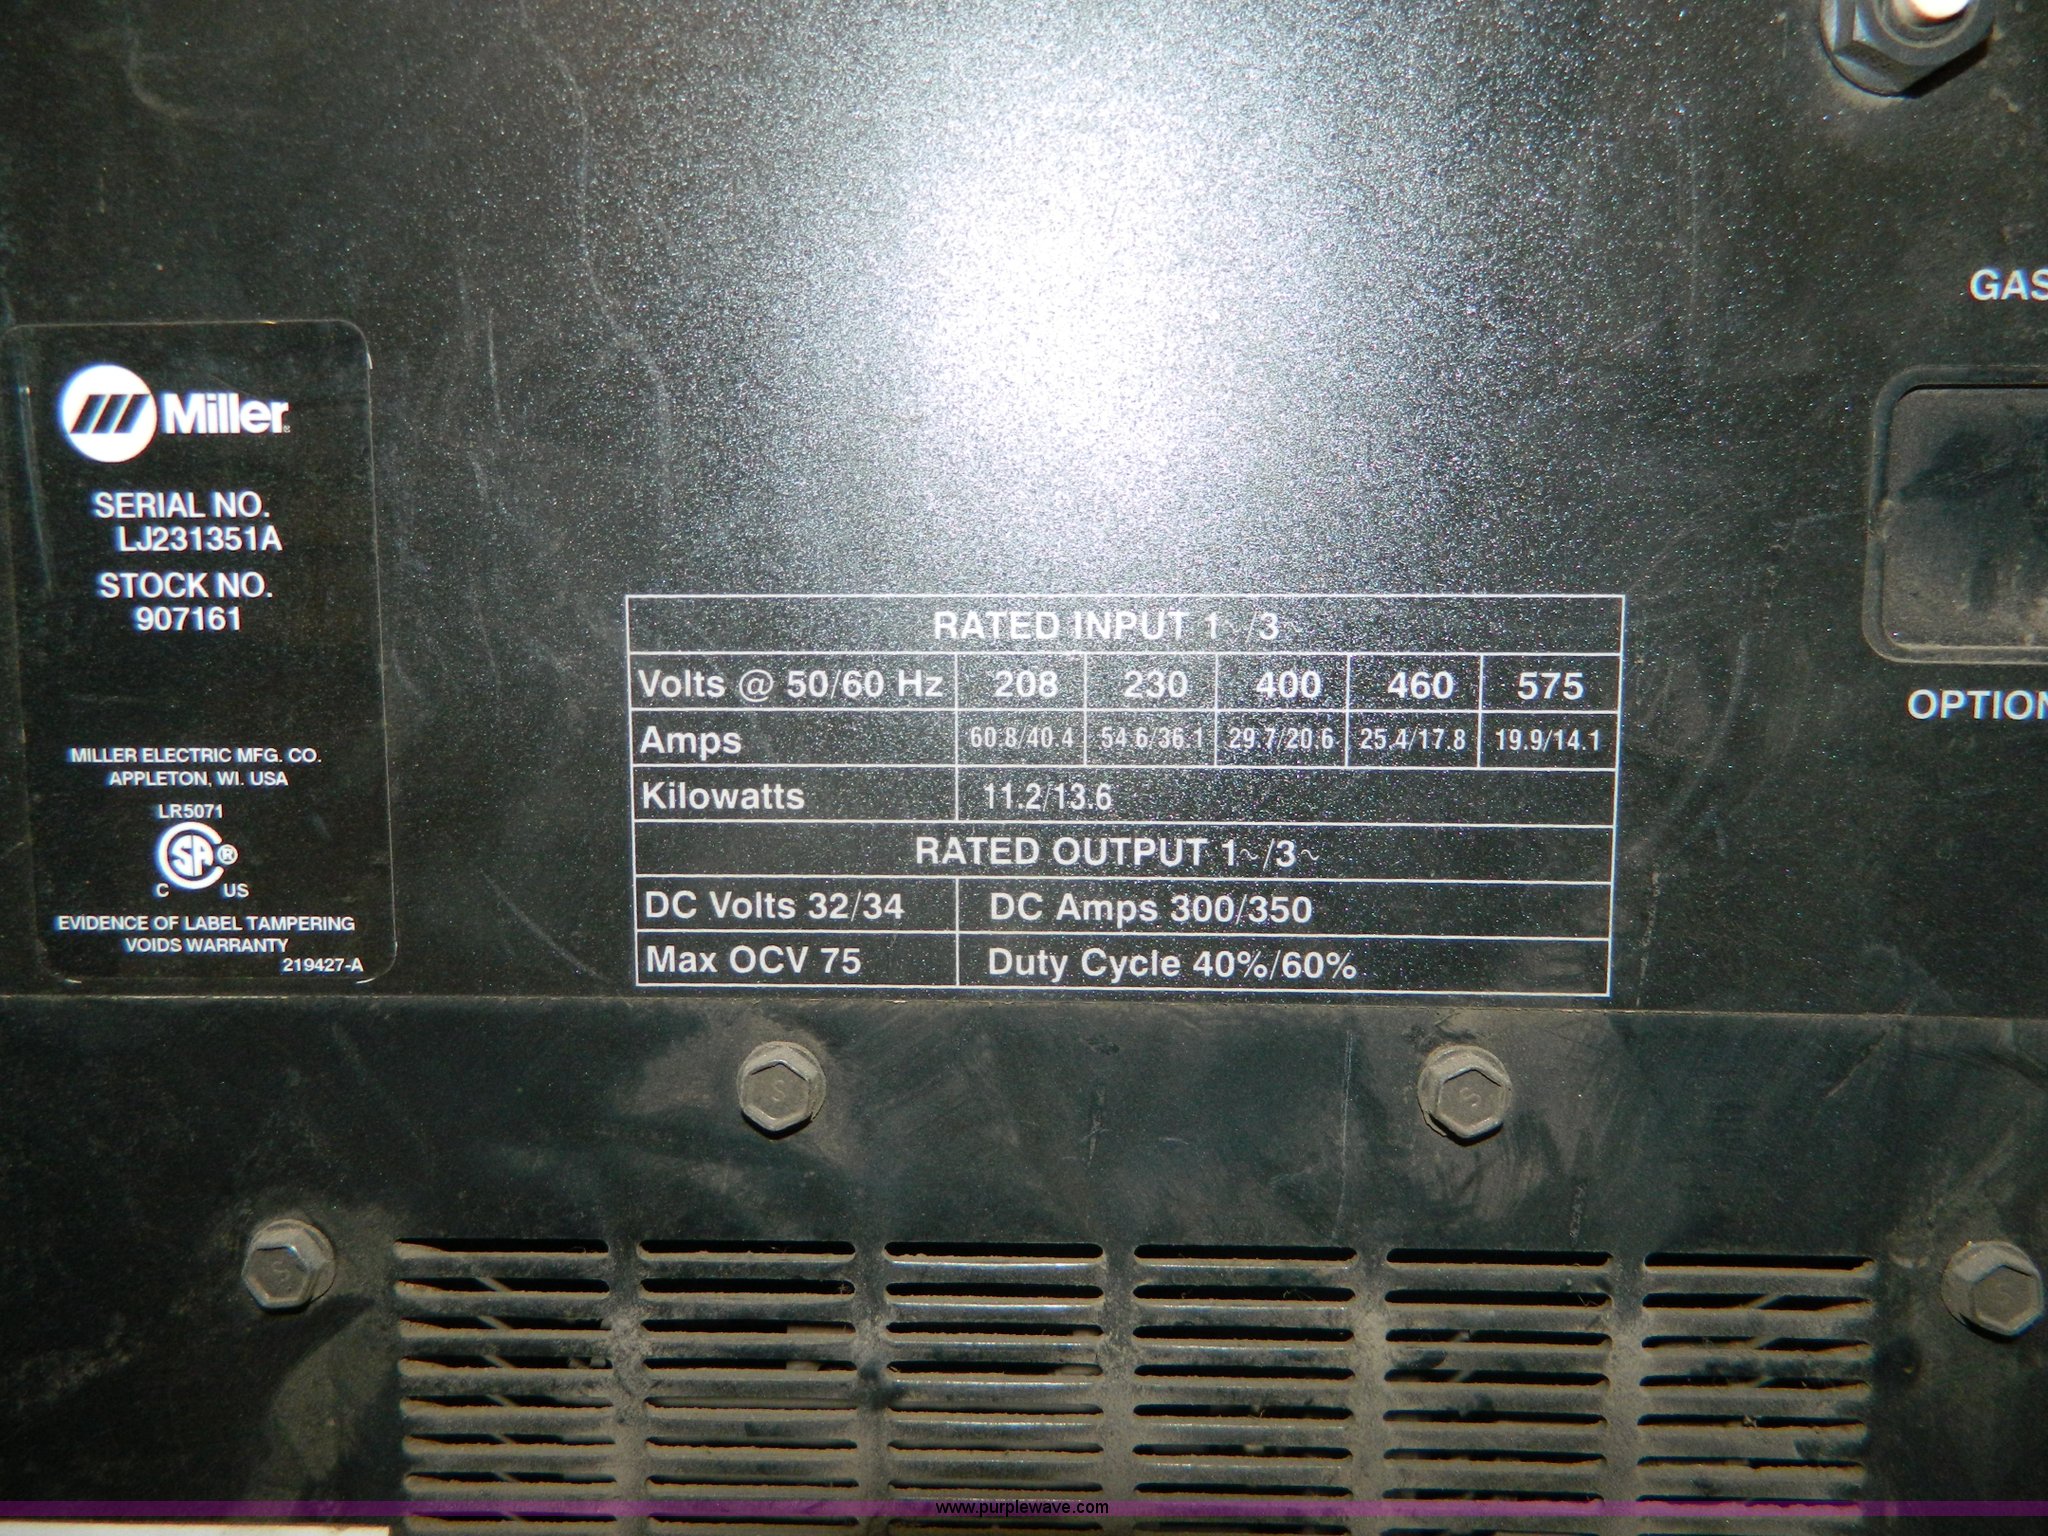 Miller®
SERIAL NO.
LJ231351A
STOCK NO.
907161
MILLER ELECTRIC MFG. CO.
APPLETON, WI. USA
LR5071
SA®
C US
EVIDENCE OF LABEL TAMPERING
VOIDS WARRANTY
219427-A
RATED INPUT 1~/3~
Volts @ 50/60 Hz 208 230 400 460 575
Amps 60.8/40.4 54.6/36.1 29.7/20.6 25.4/17.8 19.9/14.1
Kilowatts 11.2/13.6
RATED OUTPUT 1~/3~
DC Volts 32/34 DC Amps 300/350
Max OCV 75 Duty Cycle 40%/60%
GAS
OPTION
S
S
S
www.purplewave.com